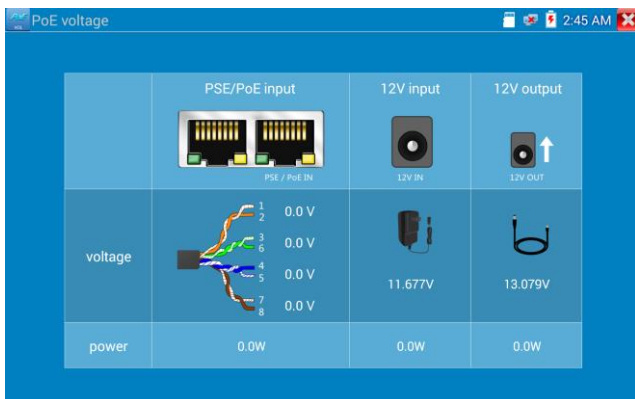 PoE voltage 2:45 AM
PSE/PoE input 12V input 12V output
PSE / PoE IN 12V IN 12V OUT
1
2 0.0 V
3
6 0.0 V
voltage
4
5 0.0 V
11.677V 13.079V
7
8 0.0 V
power 0.0W 0.0W 0.0W